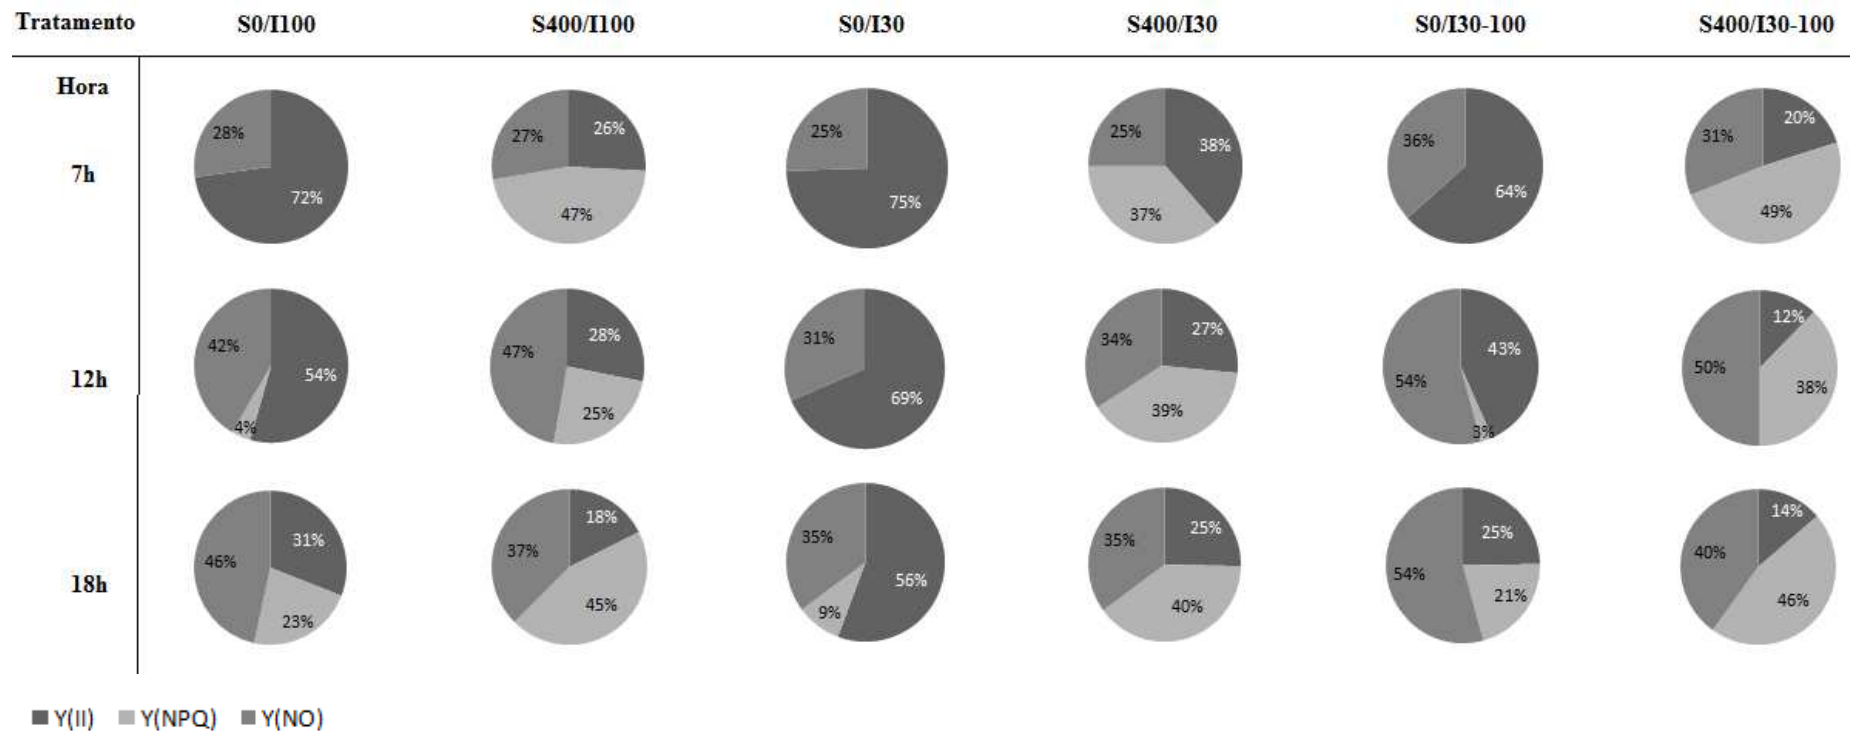 Tratamento S0/I100 S400/I100 S0/I30 S400/I30 S0/I30-100 S400/I30-100
Hora
7h
28% 72%
27% 26% 47%
25% 75%
25% 38% 37%
36% 64%
31% 20% 49%
12h
42% 54% 4%
47% 28% 25%
31% 69%
34% 27% 39%
54% 43% 3%
50% 12% 38%
18h
46% 31% 23%
37% 18% 45%
35% 56% 9%
35% 25% 40%
54% 25% 21%
40% 14% 46%
Y(II) Y(NPQ) Y(NO)